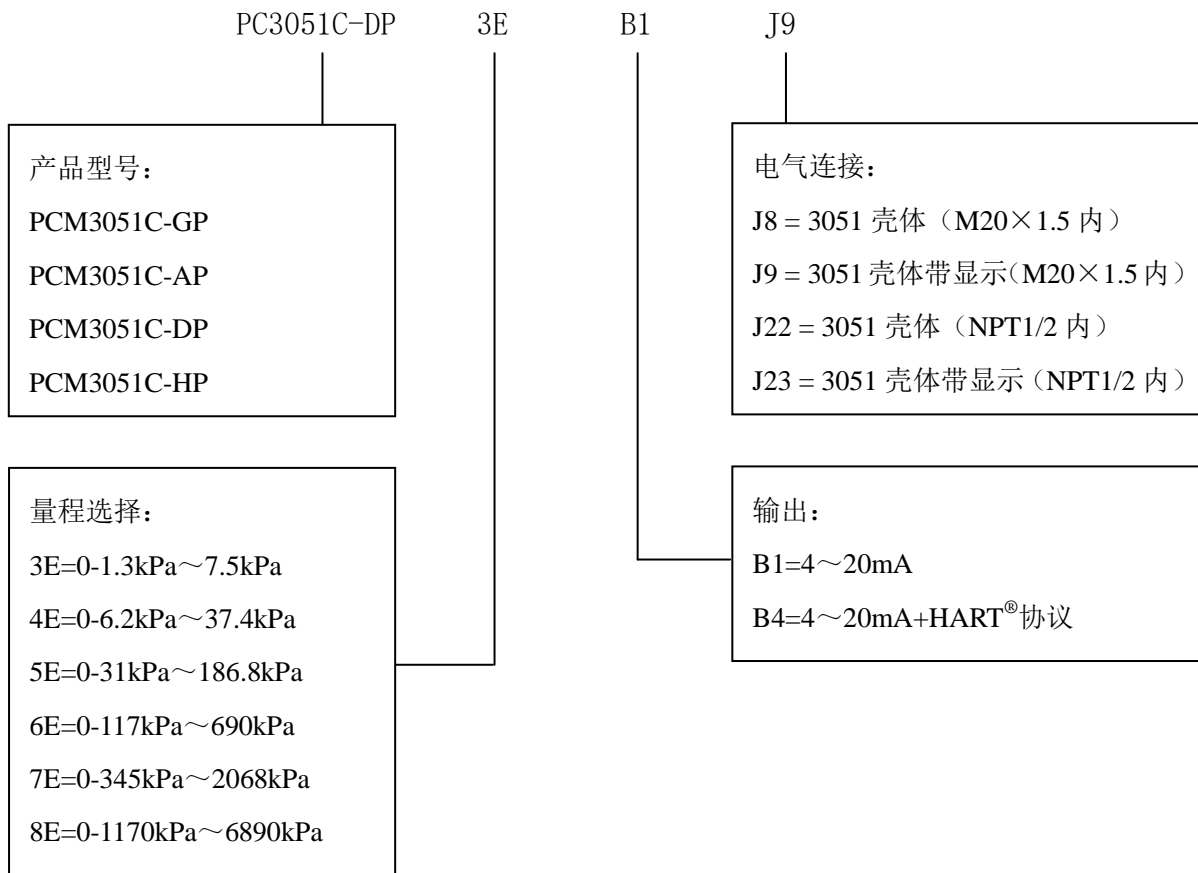 PC3051C-DP 3E B1 J9
产品型号：
PCM3051C-GP
PCM3051C-AP
PCM3051C-DP
PCM3051C-HP
电气连接：
J8 = 3051 壳体（M20×1.5 内）
J9 = 3051 壳体带显示（M20×1.5 内）
J22 = 3051 壳体（NPT1/2 内）
J23 = 3051 壳体带显示（NPT1/2 内）
量程选择：
3E=0-1.3kPa～7.5kPa
4E=0-6.2kPa～37.4kPa
5E=0-31kPa～186.8kPa
6E=0-117kPa～690kPa
7E=0-345kPa～2068kPa
8E=0-1170kPa～6890kPa
输出：
B1=4～20mA
B4=4～20mA+HART®协议